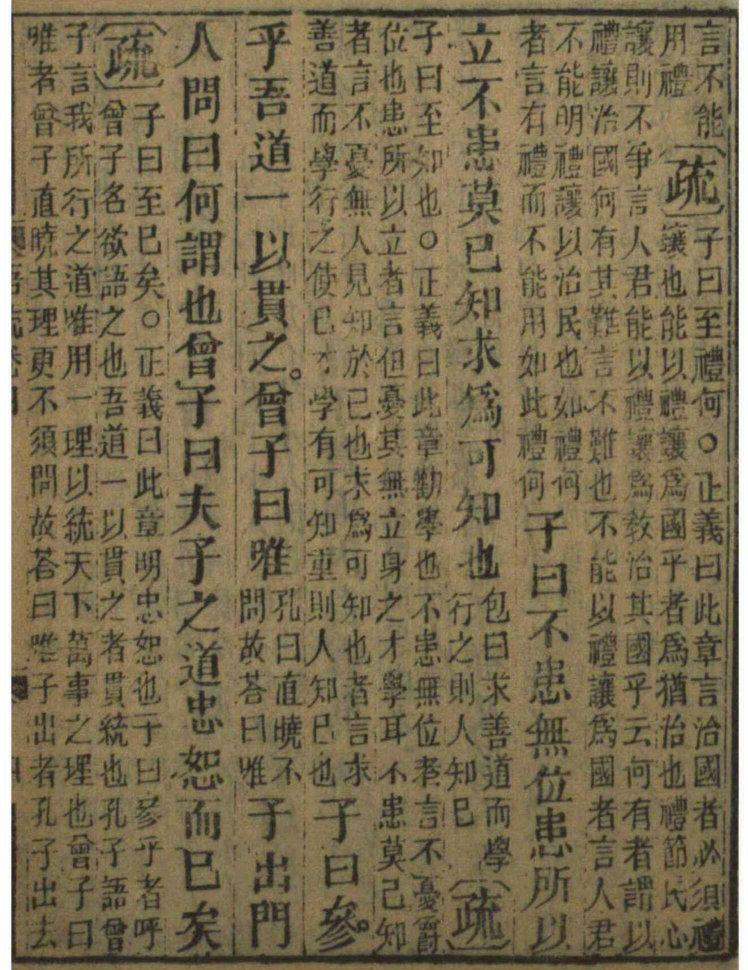 言不能
用禮
疏
子曰至禮何〇正義曰此章言治國者必須禮
讓也能以禮讓爲國乎者爲猶治也禮節民心
讓則不爭言人君能以禮讓爲教治其國乎云何有者謂以
禮讓治國何有其難言不難也不能以禮讓爲國者言人君
不能明禮讓以治民也如禮何
者言有禮而不能用如此禮何
子曰不患無位患所以
立不患莫已知求爲可知也
包曰求善道而學
行之則人知已
疏
子曰至知也〇正義曰此章勸學也不患無位者言不憂爵
位也患所以立者言但憂其無立身之才學耳不患莫已知
者言不憂無人見知於已也求爲可知也者言求
善道而學行之使已才學有可知重則人知已也
子曰參。
乎吾道一以貫之。曾子曰唯
孔曰直曉不
問故荅曰唯
子出門
人問曰何謂也曾子曰夫子之道忠恕而已矣
疏
子曰至已矣〇正義曰此章明忠恕也子曰參乎者呼
曾子名欲語之也吾道一以貫之者貫統也孔子語曾
子言我所行之道唯用一理以統天下萬事之理也曾子曰
唯者曾子直曉其理更不須問故荅曰唯子出者孔子出去